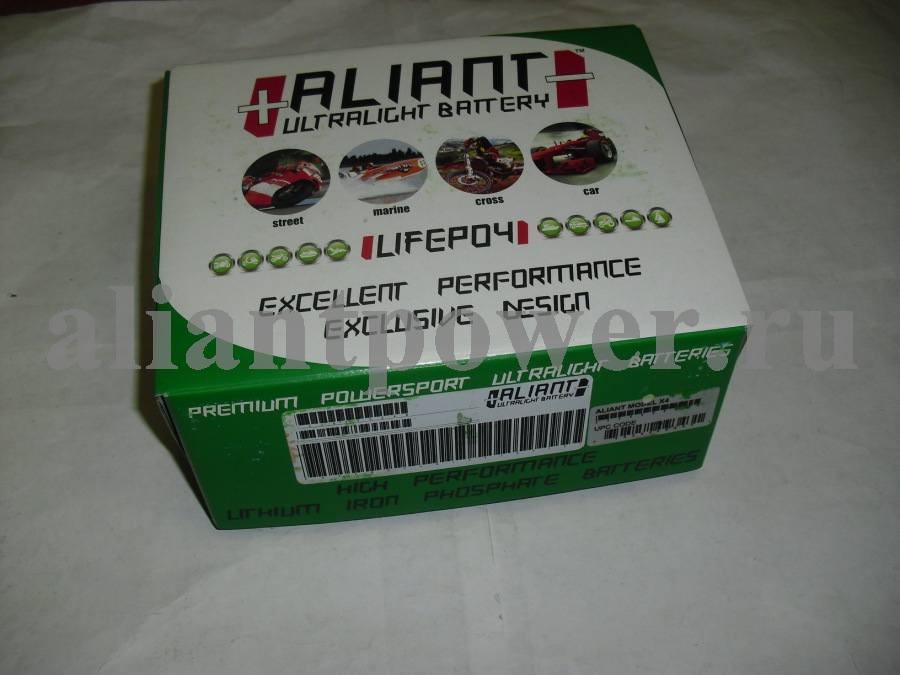 ALIANT™
ULTRALIGHT BATTERY
street
marine
cross
car
LIFEPO4
EXCELLENT PERFORMANCE
EXCLUSIVE DESIGN
aliantpower.ru
PREMIUM POWERSPORT ULTRALIGHT BATTERIES
ALIANT
ULTRALIGHT BATTERY
ALIANT MODEL X4
UPC CODE
HIGH PERFORMANCE
LITHIUM IRON PHOSPHATE BATTERIES